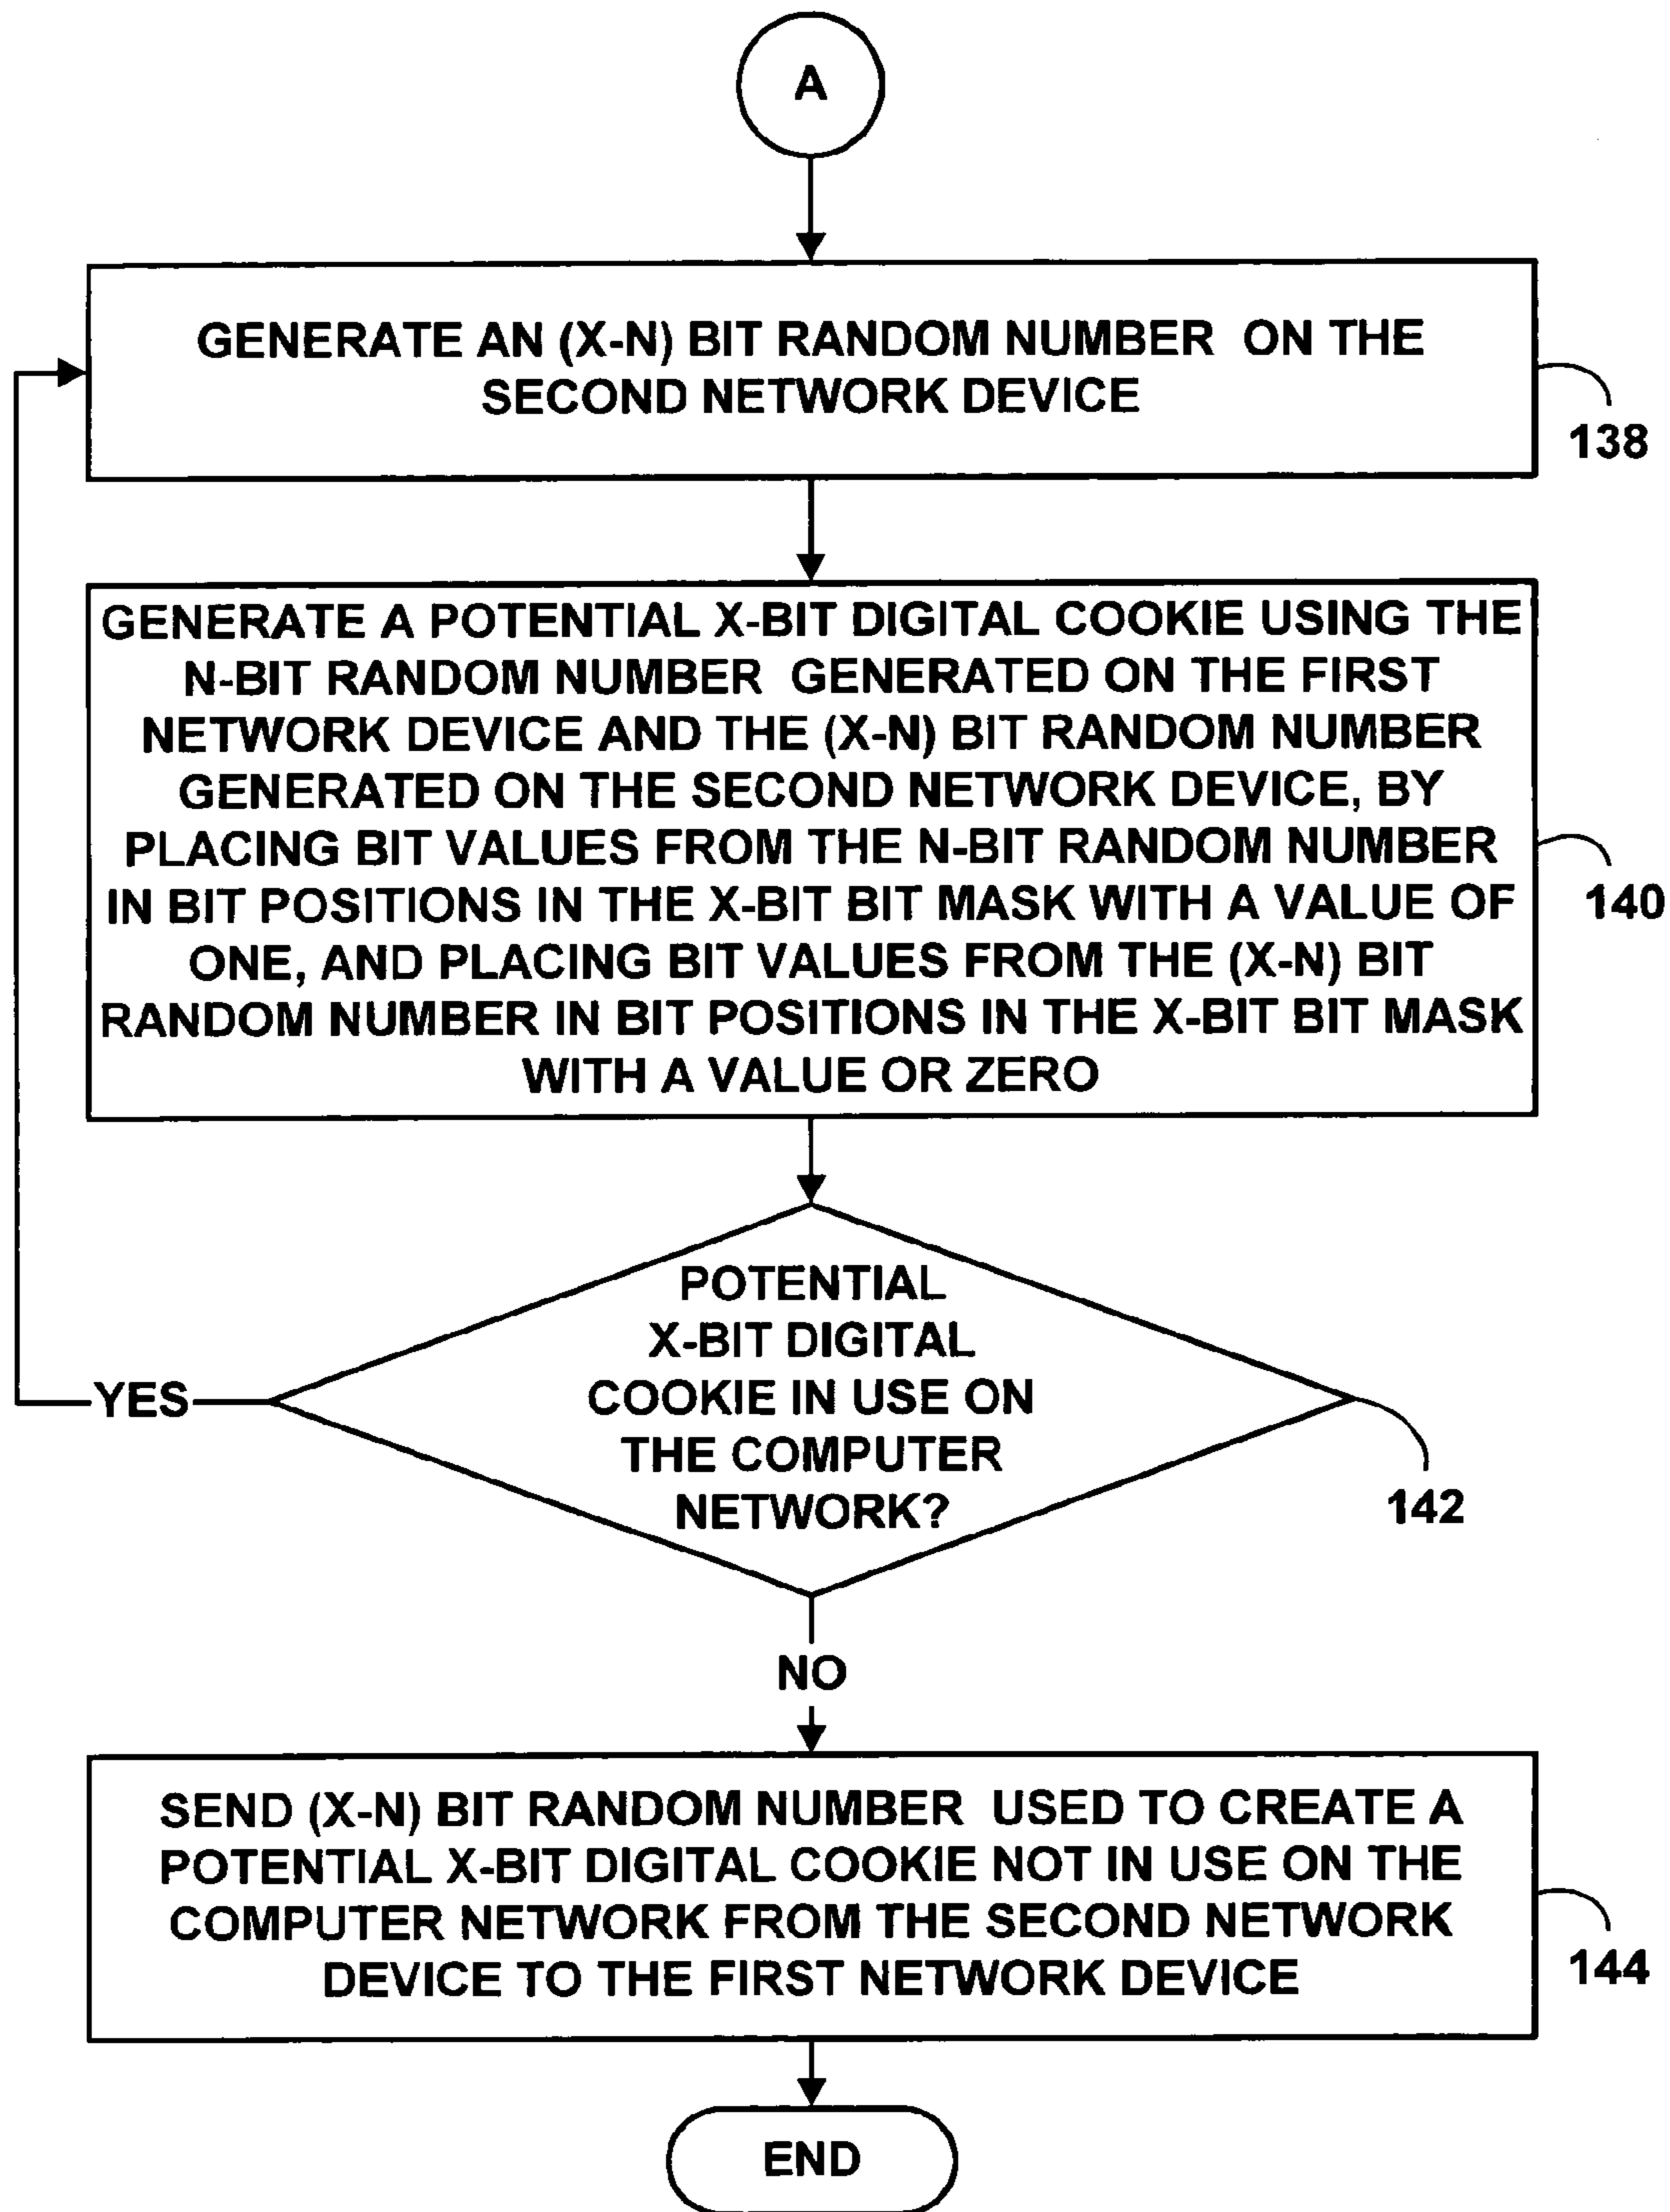 A
GENERATE AN (X-N) BIT RANDOM NUMBER ON THE
SECOND NETWORK DEVICE
138
GENERATE A POTENTIAL X-BIT DIGITAL COOKIE USING THE
N-BIT RANDOM NUMBER GENERATED ON THE FIRST
NETWORK DEVICE AND THE (X-N) BIT RANDOM NUMBER
GENERATED ON THE SECOND NETWORK DEVICE, BY
PLACING BIT VALUES FROM THE N-BIT RANDOM NUMBER
IN BIT POSITIONS IN THE X-BIT BIT MASK WITH A VALUE OF
ONE, AND PLACING BIT VALUES FROM THE (X-N) BIT
RANDOM NUMBER IN BIT POSITIONS IN THE X-BIT BIT MASK
WITH A VALUE OR ZERO
140
POTENTIAL
X-BIT DIGITAL
COOKIE IN USE ON
THE COMPUTER
NETWORK?
YES
142
NO
SEND (X-N) BIT RANDOM NUMBER USED TO CREATE A
POTENTIAL X-BIT DIGITAL COOKIE NOT IN USE ON THE
COMPUTER NETWORK FROM THE SECOND NETWORK
DEVICE TO THE FIRST NETWORK DEVICE
144
END